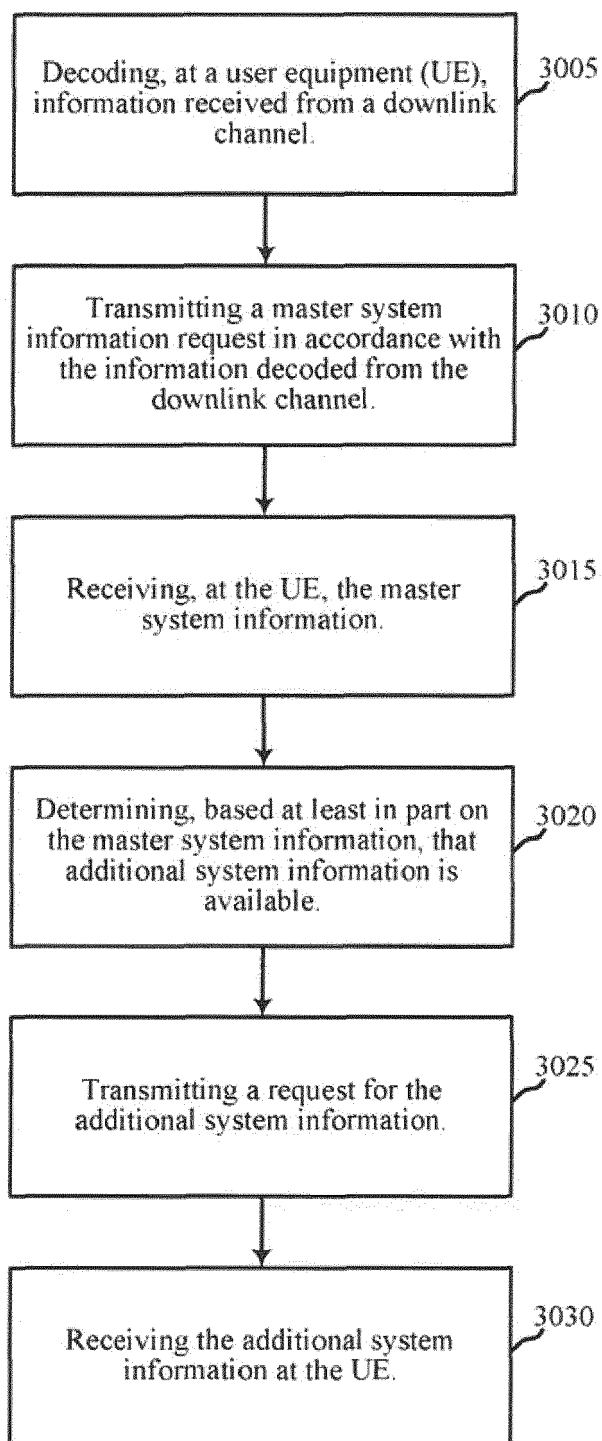 Decoding, at a user equipment (UE),
information received from a downlink
channel.
3005
Transmitting a master system
information request in accordance with
the information decoded from the
downlink channel.
3010
Receiving, at the UE, the master
system information.
3015
Determining, based at least in part on
the master system information, that
additional system information is
available.
3020
Transmitting a request for the
additional system information.
3025
Receiving the additional system
information at the UE.
3030